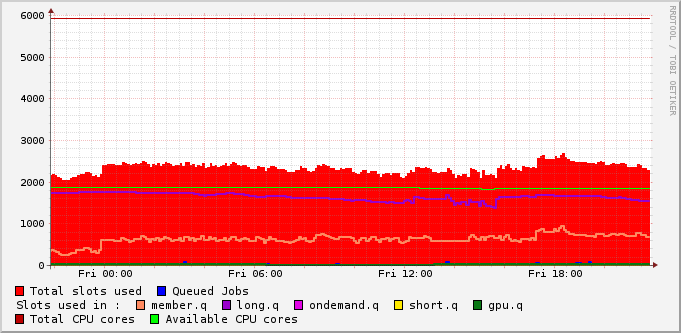 6000
5000
4000
3000
2000
1000
0
Fri 00:00 Fri 06:00 Fri 12:00 Fri 18:00
RRDTOOL / TOBI OETIKER
Total slots used Queued Jobs
Slots used in : member.q long.q ondemand.q short.q gpu.q
Total CPU cores Available CPU cores